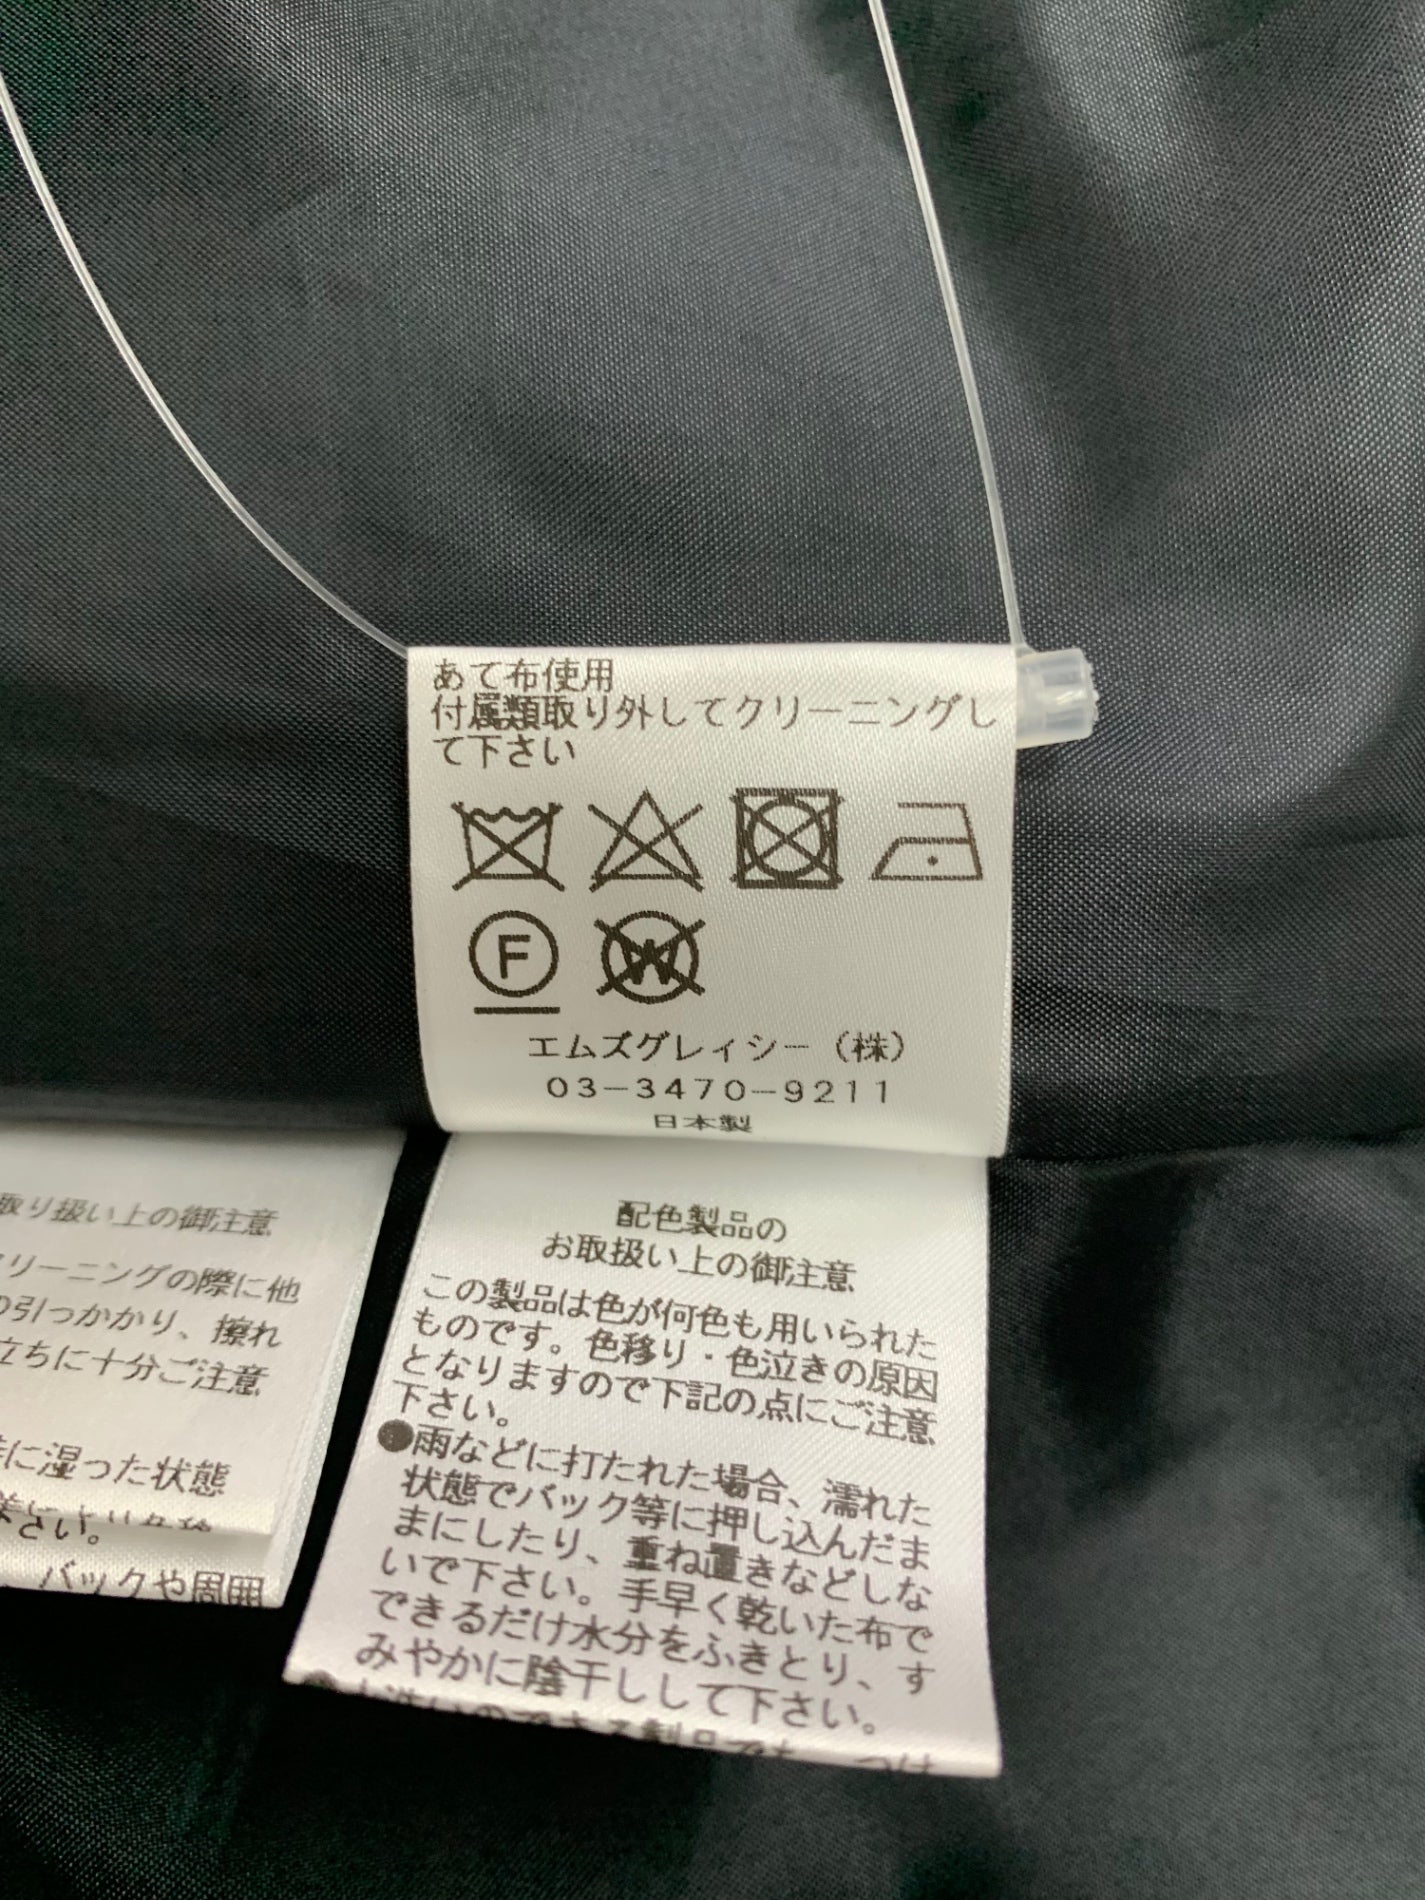 あて布使用
付属類取り外してクリーニングし
て下さい
F
W
エムズグレイシー（株）
03-3470-9211
日本製
配色製品の
お取扱い上の御注意
この製品は色が何色も用いられた
ものです。色移り・色泣きの原因
となりますので下記の点にご注意
下さい。
●雨などに打たれた場合、濡れた
状態でバック等に押し込んだま
まにしたり、重ね置きなどしな
いで下さい。手早く乾いた布で
できるだけ水分をふきとり、す
みやかに陰干しして下さい。
取り扱い上の御注意
リーニングの際に他
引っかかり、擦れ
立ちに十分ご注意
に湿った状態
さい。
バックや周囲